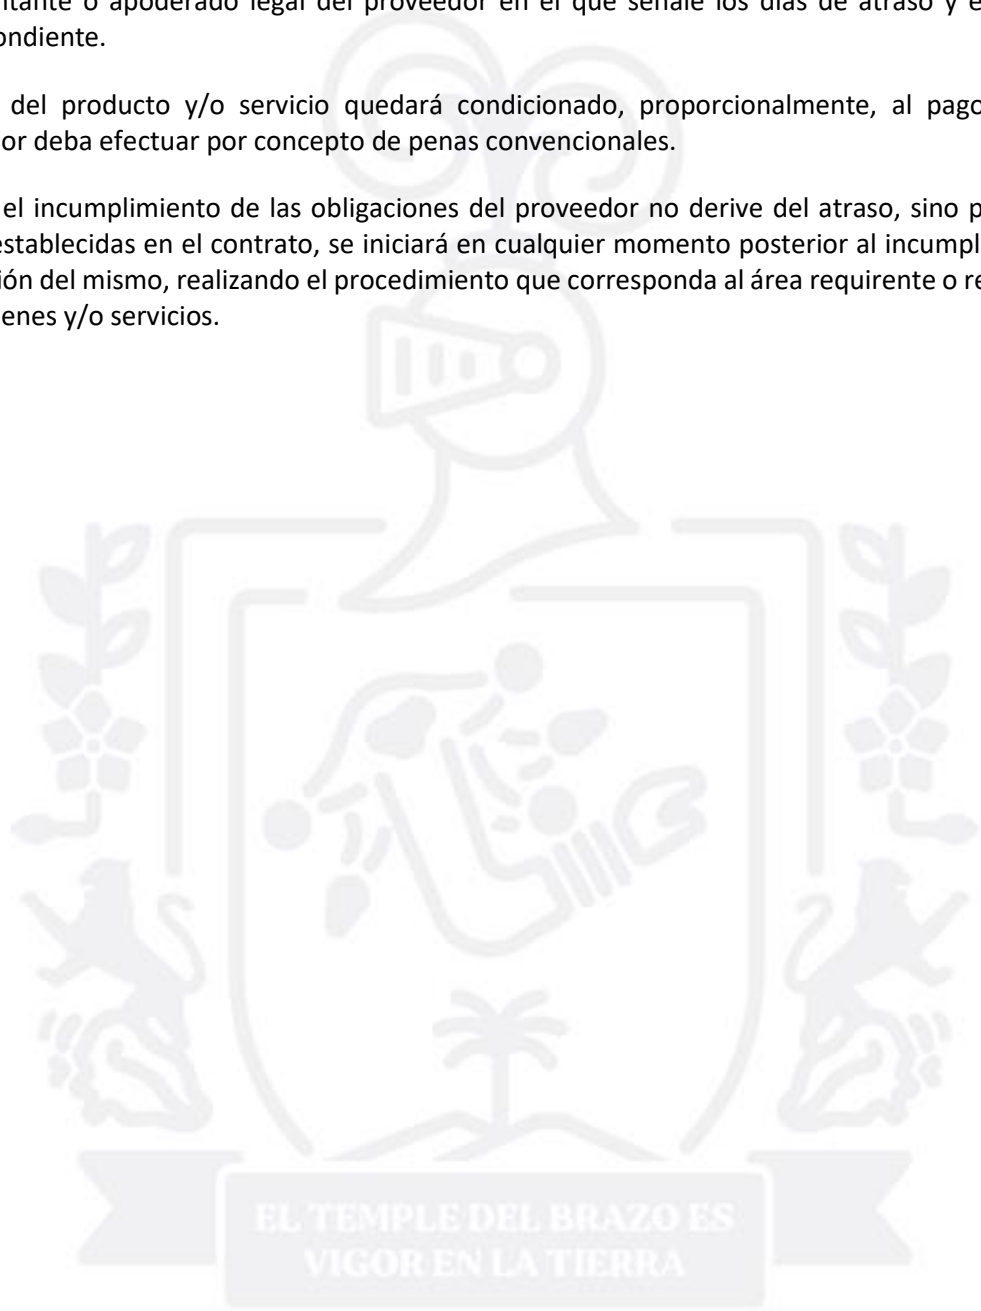 ntante o apoderado legal del proveedor en el que señale los días de atraso y e
ondiente.
del producto y/o servicio quedará condicionado, proporcionalmente, al pago
or deba efectuar por concepto de penas convencionales.
el incumplimiento de las obligaciones del proveedor no derive del atraso, sino p
establecidas en el contrato, se iniciará en cualquier momento posterior al incumpl
ión del mismo, realizando el procedimiento que corresponda al área requirente o re
enes y/o servicios.
EL TEMPLE DEL BRAZO ES
VIGOR EN LA TIERRA